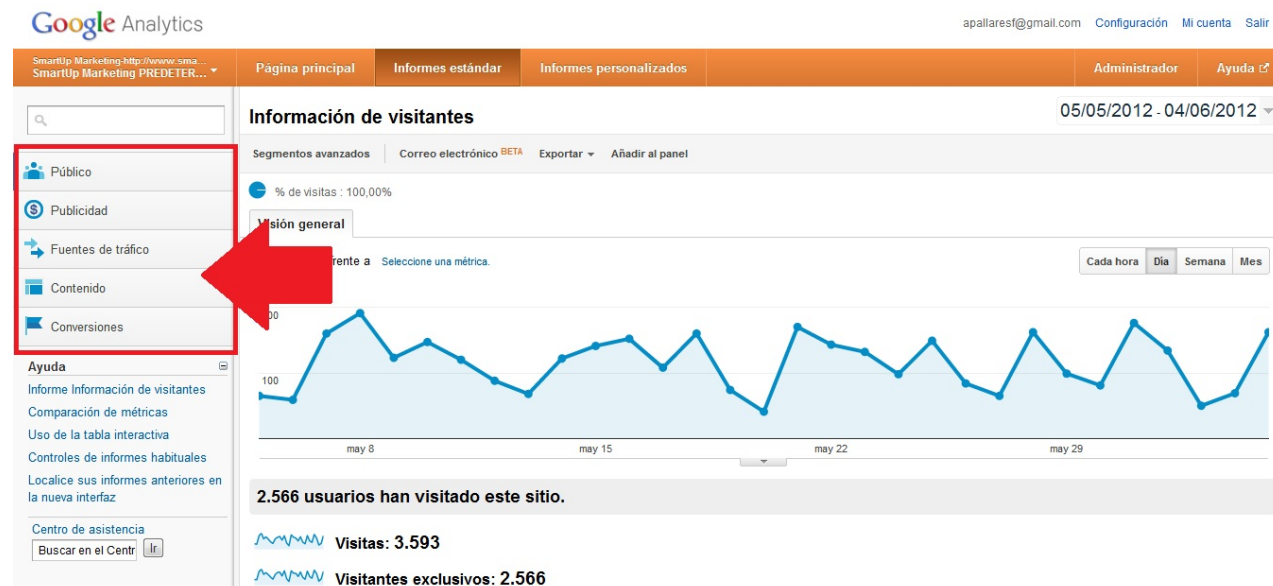 Google Analytics
apallaresf@gmail.com Configuración Mi cuenta Salir
SmartUp Marketing-http://www.sma...
SmartUp Marketing PREDETER...
Página principal Informes estándar Informes personalizados Administrador Ayuda
Información de visitantes
05/05/2012 - 04/06/2012
Segmentos avanzados Correo electrónico BETA Exportar Añadir al panel
% de visitas : 100,00%
Visión general
frente a Seleccione una métrica.
Cada hora Día Semana Mes
Público
Publicidad
Fuentes de tráfico
Contenido
Conversiones
Ayuda
Informe Información de visitantes
Comparación de métricas
Uso de la tabla interactiva
Controles de informes habituales
Localice sus informes anteriores en
la nueva interfaz
Centro de asistencia
Buscar en el Centr Ir
100
may 8 may 15 may 22 may 29
2.566 usuarios han visitado este sitio.
Visitas: 3.593
Visitantes exclusivos: 2.566